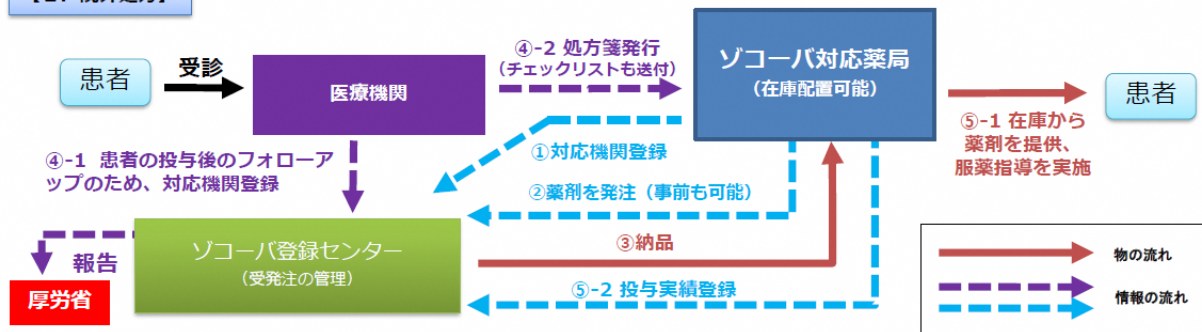 患者
受診
医療機関
④-2 処方箋発行
（チェックリストも送付）
ゾコーバ対応薬局
（在庫配置可能）
患者
⑤-1 在庫から
薬剤を提供、
服薬指導を実施
④-1 患者の投与後のフォローア
ップのため、対応機関登録
①対応機関登録
②薬剤を発注（事前も可能）
③納品
⑤-2 投与実績登録
ゾコーバ登録センター
（受発注の管理）
報告
厚労省
物の流れ
情報の流れ